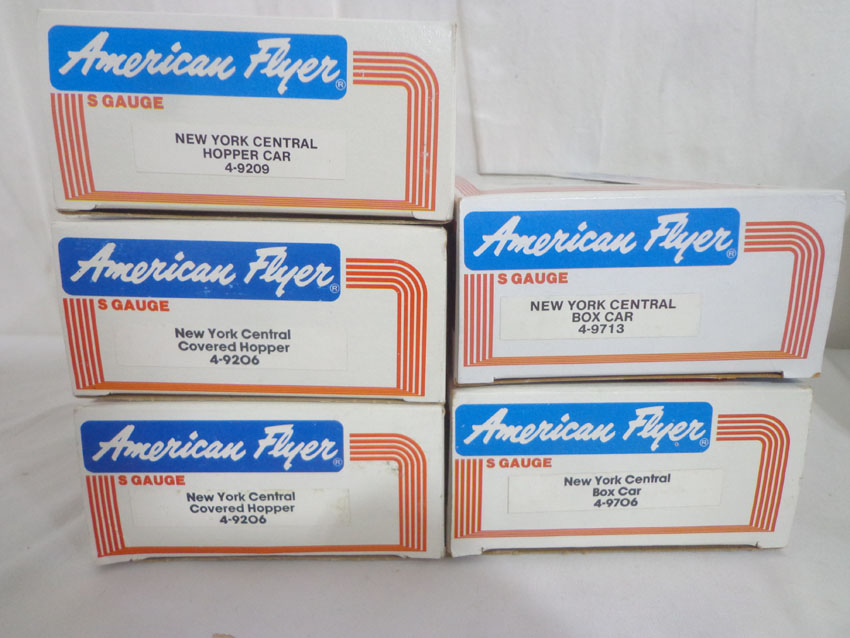 American Flyer®
S GAUGE
NEW YORK CENTRAL
HOPPER CAR
4-9209
American Flyer®
S GAUGE
New York Central
Covered Hopper
4-9206
American Flyer®
S GAUGE
New York Central
Covered Hopper
4-9206
American Flyer®
S GAUGE
NEW YORK CENTRAL
BOX CAR
4-9713
American Flyer®
S GAUGE
New York Central
Box Car
4-9706